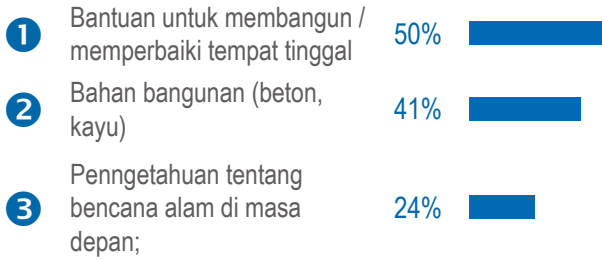 1 Bantuan untuk membangun / 50%
memperbaiki tempat tinggal
2 Bahan bangunan (beton, 41%
kayu)
3 Penngetahuan tentang
bencana alam di masa 24%
depan;